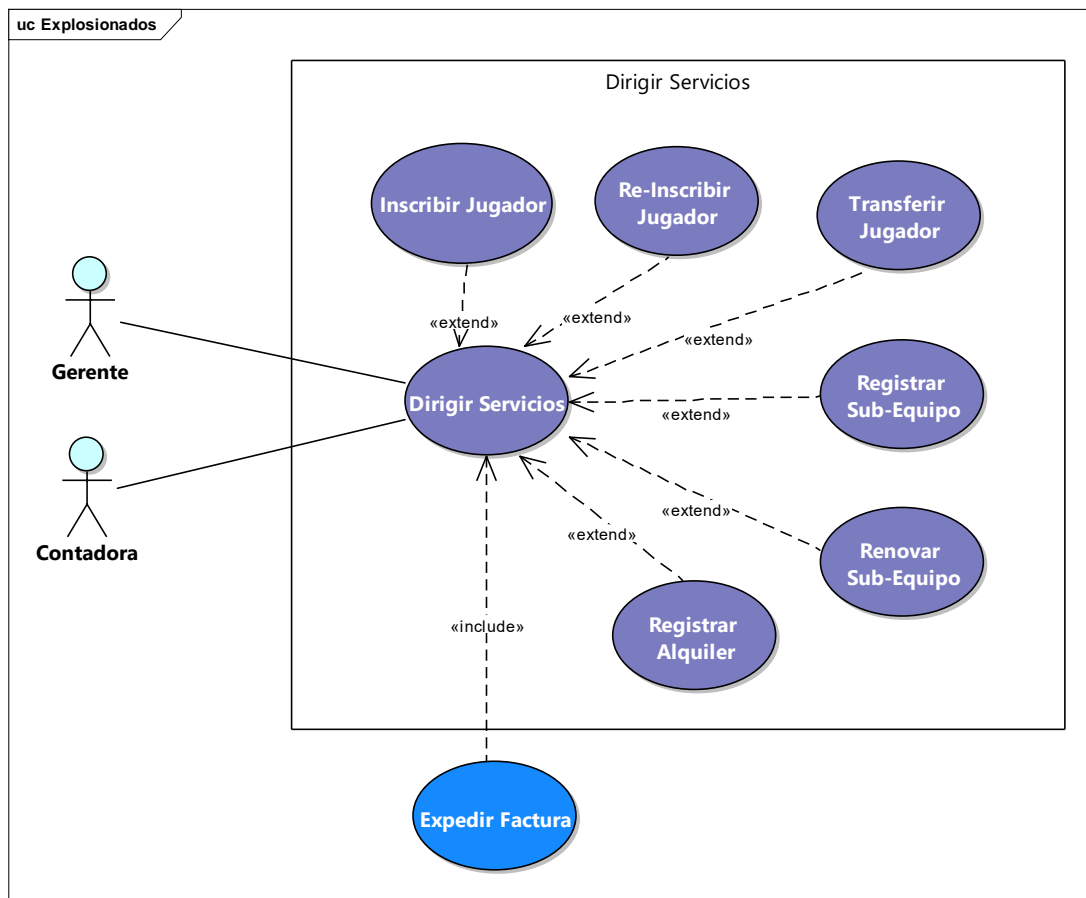 uc Explosionados
Dirigir Servicios
Inscribir Jugador
Re-Inscribir
Jugador
Transferir
Jugador
«extend»
«extend»
«extend»
Gerente
Dirigir Servicios
Registrar
Sub-Equipo
«extend»
Contadora
«extend»
«extend»
Renovar
Sub-Equipo
«include»
Registrar
Alquiler
Expedir Factura